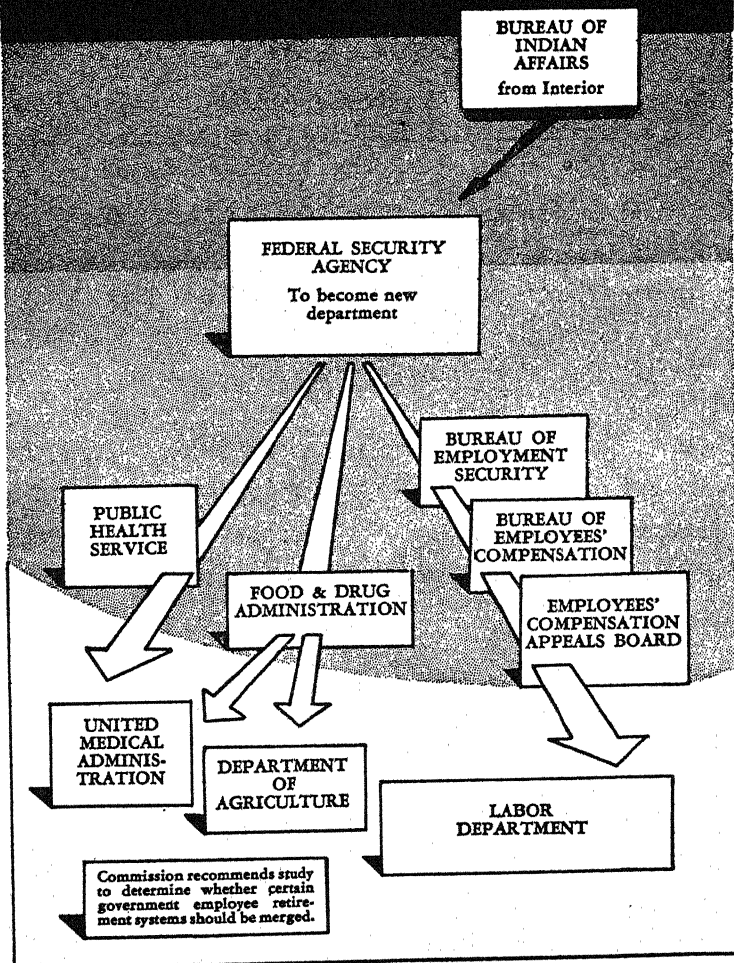 BUREAU OF
INDIAN
AFFAIRS
from Interior
FEDERAL SECURITY
AGENCY
To become new
department
BUREAU OF
EMPLOYMENT
SECURITY
PUBLIC
HEALTH
SERVICE
BUREAU OF
EMPLOYEES'
COMPENSATION
FOOD & DRUG
ADMINISTRATION
EMPLOYEES'
COMPENSATION
APPEALS BOARD
UNITED
MEDICAL
ADMINIS-
TRATION
DEPARTMENT
OF
AGRICULTURE
LABOR
DEPARTMENT
Commission recommends study
to determine whether certain
government employee retire-
ment systems should be merged.